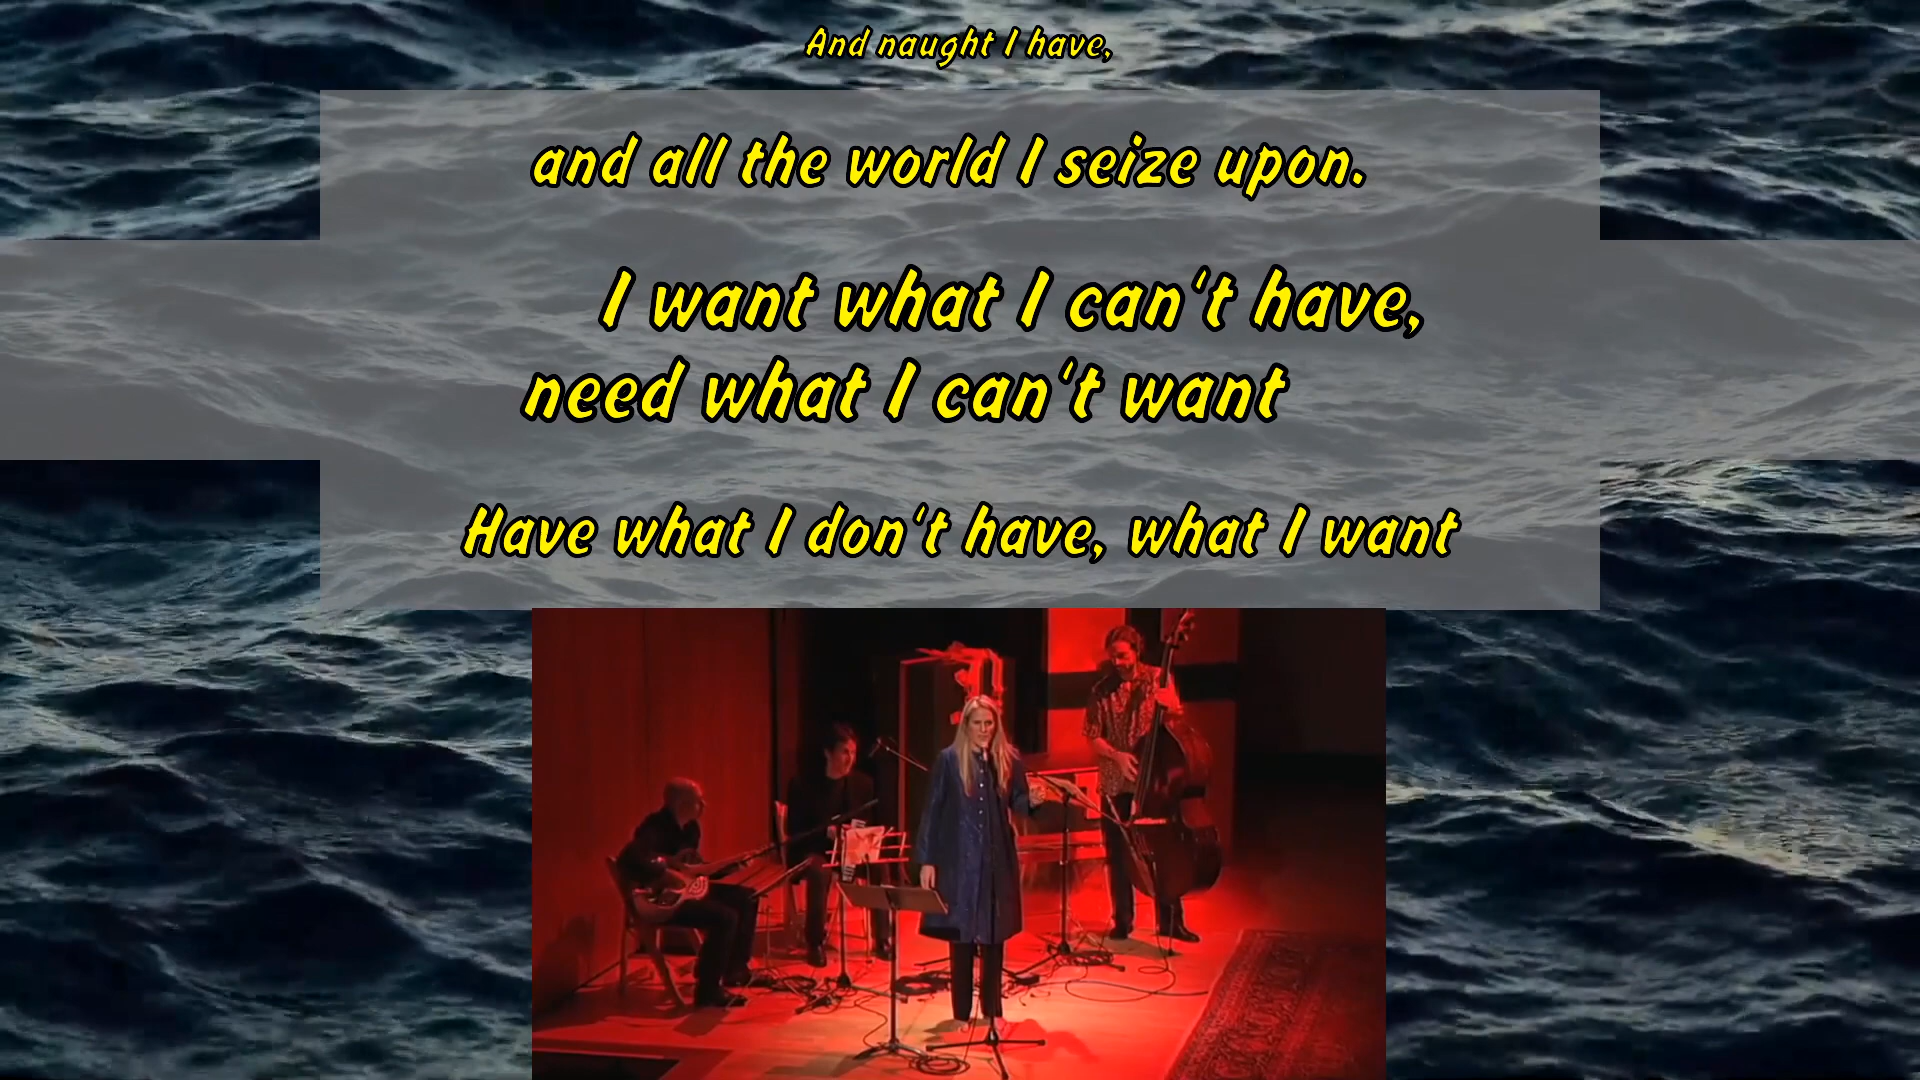 And naught I have,
and all the world I seize upon.
I want what I can't have,
need what I can't want
Have what I don't have, what I want